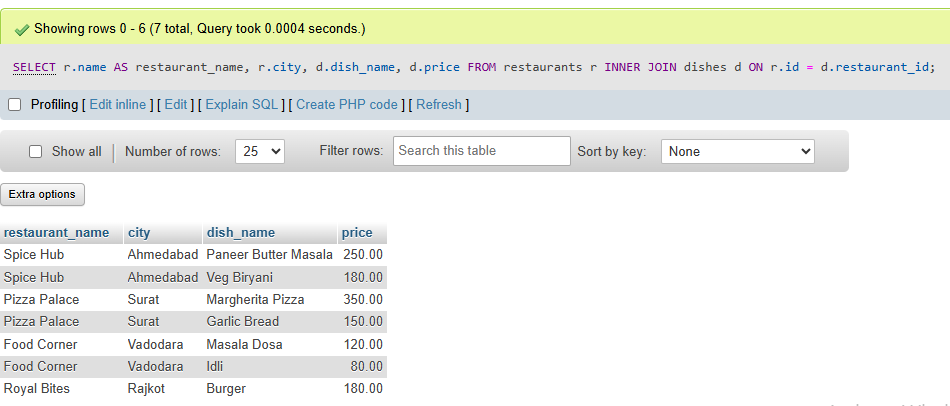 Showing rows 0 - 6 (7 total, Query took 0.0004 seconds.)
SELECT r.name AS restaurant_name, r.city, d.dish_name, d.price FROM restaurants r INNER JOIN dishes d ON r.id = d.restaurant_id;
Profiling [ Edit inline ] [ Edit ] [ Explain SQL ] [ Create PHP code ] [ Refresh ]
Show all | Number of rows: 25 Filter rows: Search this table Sort by key: None
Extra options
restaurant_name city dish_name price
Spice Hub Ahmedabad Paneer Butter Masala 250.00
Spice Hub Ahmedabad Veg Biryani 180.00
Pizza Palace Surat Margherita Pizza 350.00
Pizza Palace Surat Garlic Bread 150.00
Food Corner Vadodara Masala Dosa 120.00
Food Corner Vadodara Idli 80.00
Royal Bites Rajkot Burger 180.00